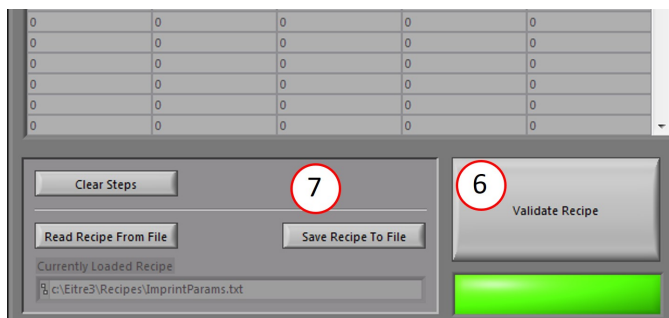 0 0 0 0 0
0 0 0 0 0
0 0 0 0 0
0 0 0 0 0
0 0 0 0 0
0 0 0 0 0
Clear Steps
7
6
Validate Recipe
Read Recipe From File
Save Recipe To File
Currently Loaded Recipe
c:\Eitre3\Recipes\ImprintParams.txt